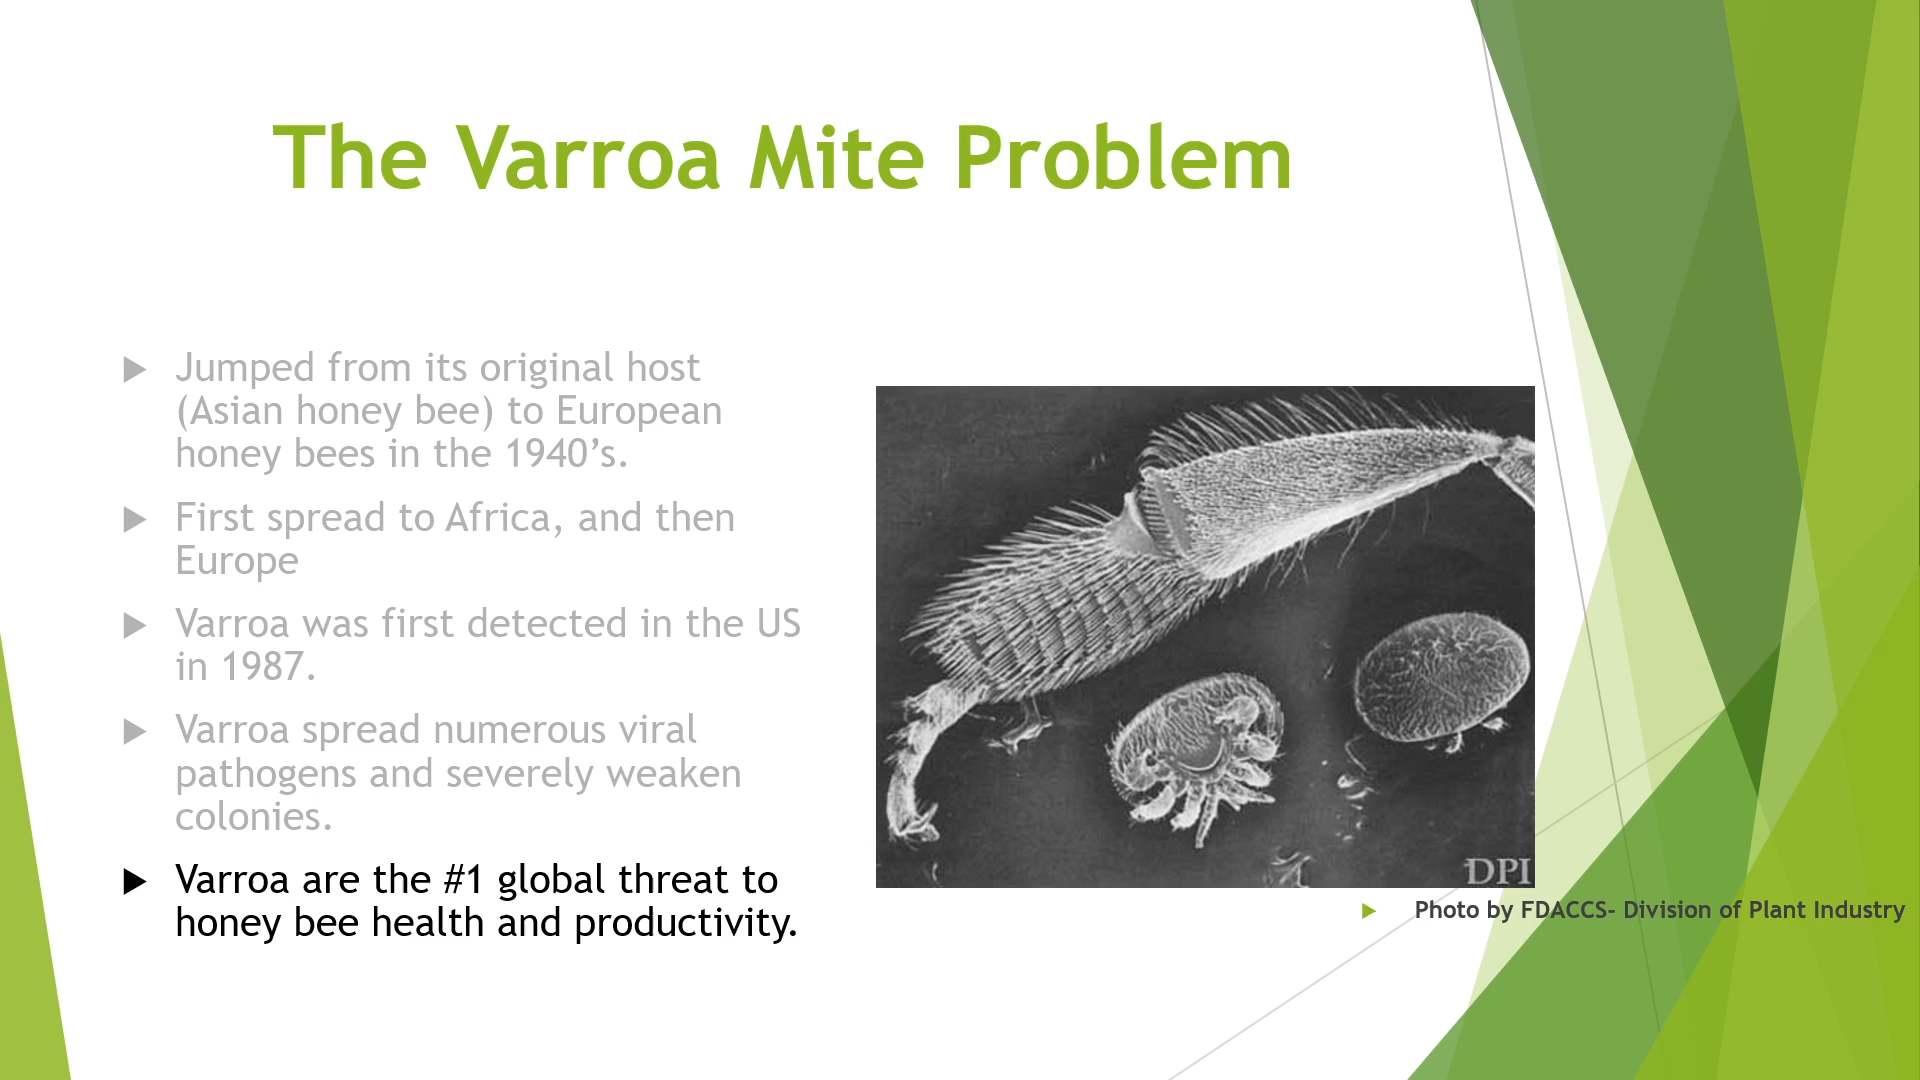 The Varroa Mite Problem
Jumped from its original host
(Asian honey bee) to European
honey bees in the 1940’s.
First spread to Africa, and then
Europe
Varroa was first detected in the US
in 1987.
Varroa spread numerous viral
pathogens and severely weaken
colonies.
Varroa are the #1 global threat to
honey bee health and productivity.
DPI
Photo by FDACCS- Division of Plant Industry